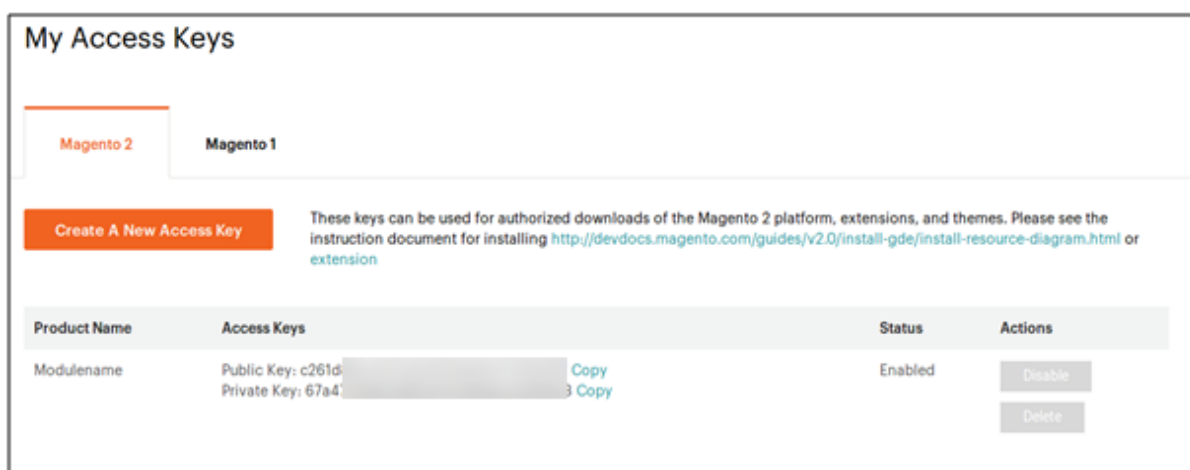 My Access Keys
Magento 2 Magento 1
Create A New Access Key
These keys can be used for authorized downloads of the Magento 2 platform, extensions, and themes. Please see the
instruction document for installing http://devdocs.magento.com/guides/v2.0/install-gde/install-resource-diagram.html or
extension
Product Name Access Keys Status Actions
Modulename Public Key: Copy Enabled Disable
Private Key: Copy
Delete